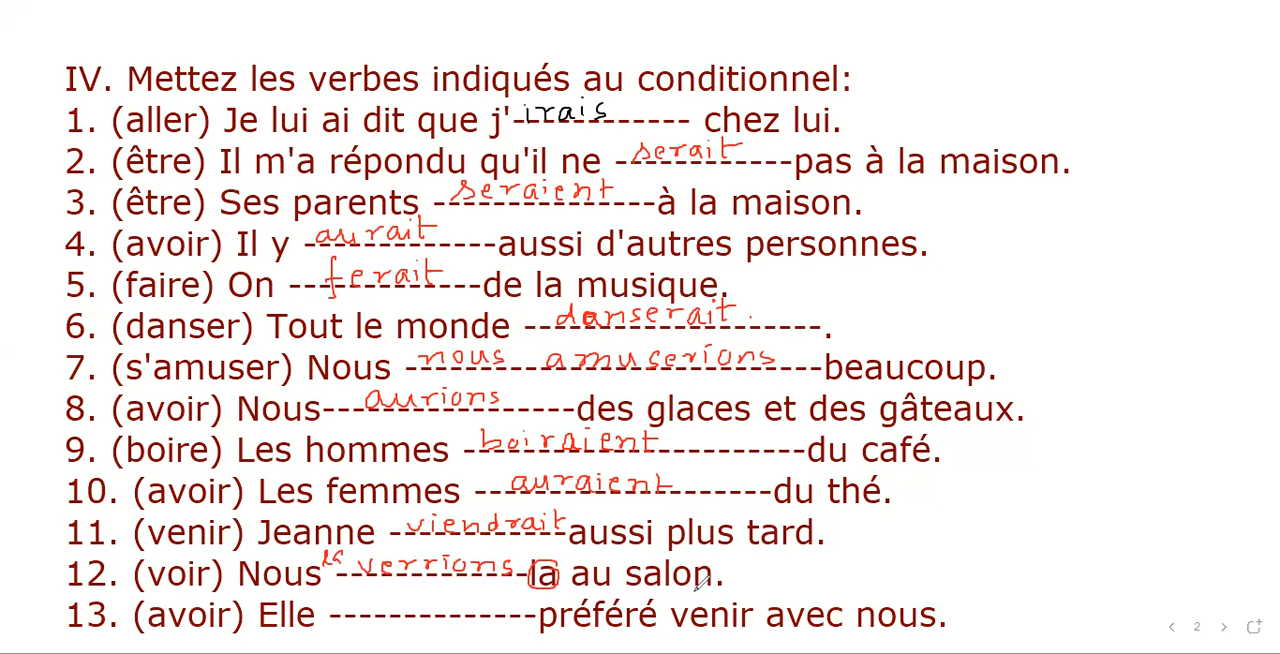 IV. Mettez les verbes indiqués au conditionnel:
1. (aller) Je lui ai dit que j'irais------------ chez lui.
2. (être) Il m'a répondu qu'il ne -serait------------pas à la maison.
3. (être) Ses parents -seraient---------------à la maison.
4. (avoir) Il y -aurait-------------aussi d'autres personnes.
5. (faire) On --ferait-------------de la musique.
6. (danser) Tout le monde --danserait--------------------.
7. (s'amuser) Nous -nous amuserions----------------------------beaucoup.
8. (avoir) Nous---aurions-----------------des glaces et des gâteaux.
9. (boire) Les hommes -boiraient-----------------------du café.
10. (avoir) Les femmes --auraient--------------------du thé.
11. (venir) Jeanne -viendrait------------aussi plus tard.
12. (voir) Nous la -verrions-------------la au salon.
13. (avoir) Elle --------------préféré venir avec nous.
2